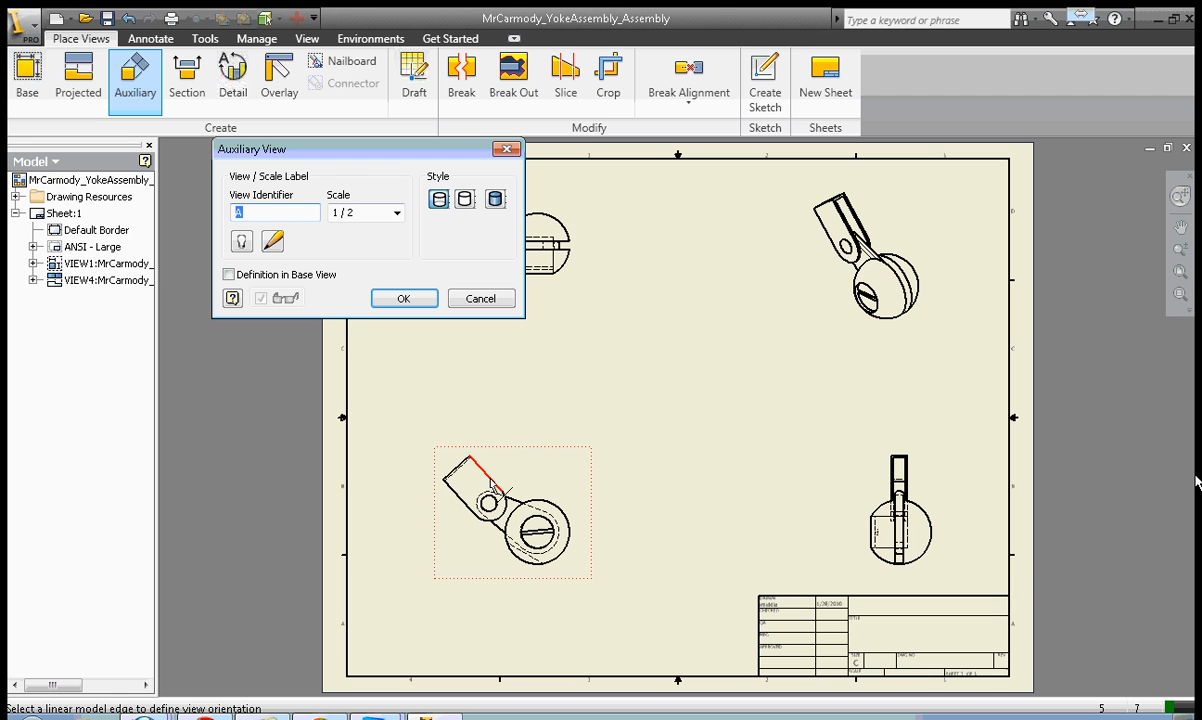 MrCarmody_YokeAssembly_Assembly
Type a keyword or phrase
PRO
Place Views Annotate Tools Manage View Environments Get Started
Base
Projected
Auxiliary
Section
Detail
Overlay
Nailboard
Connector
Draft
Break
Break Out
Slice
Crop
Break Alignment
Create
Sketch
New Sheet
Create
Modify
Sketch
Sheets
Model
MrCarmody_YokeAssembly_
Drawing Resources
Sheet:1
Default Border
ANSI - Large
VIEW1:MrCarmody_
VIEW4:MrCarmody_
Auxiliary View
View / Scale Label
Style
View Identifier
Scale
A
1 / 2
Definition in Base View
OK
Cancel
1/28/2010
TITLE
C
Select a linear model edge to define view orientation
5
7